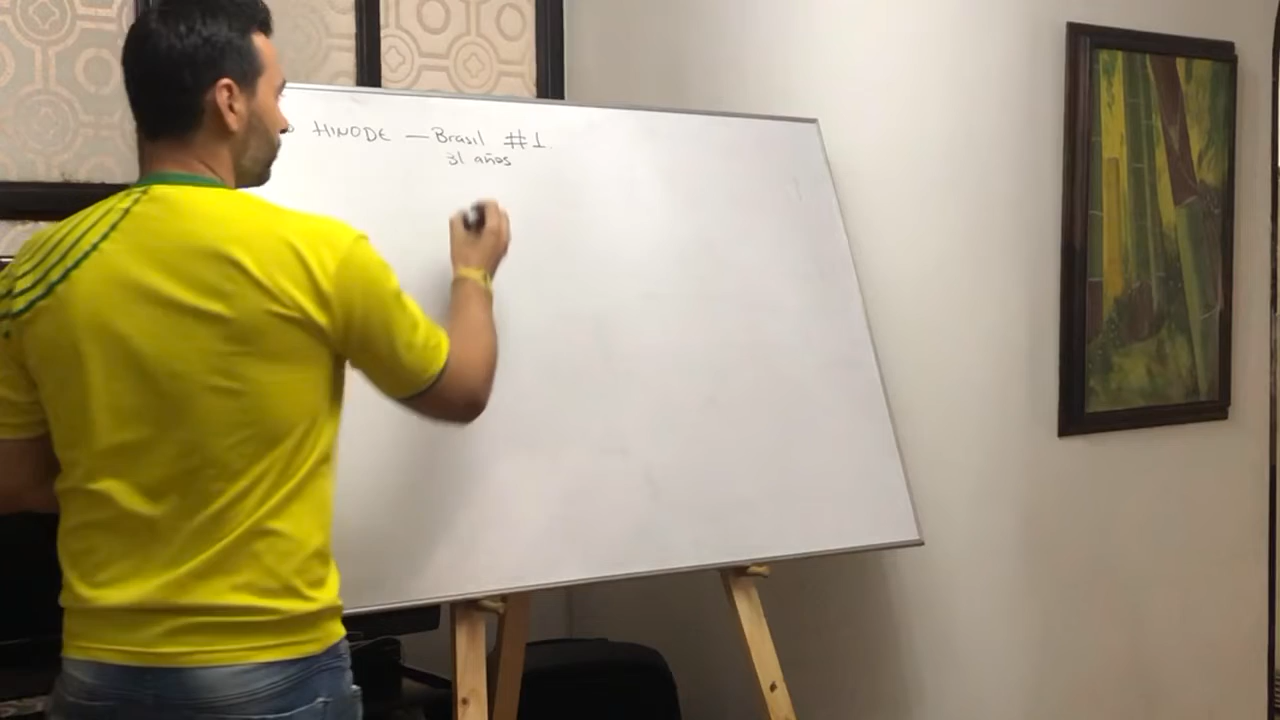 HINODE — Brasil #1.
31 años